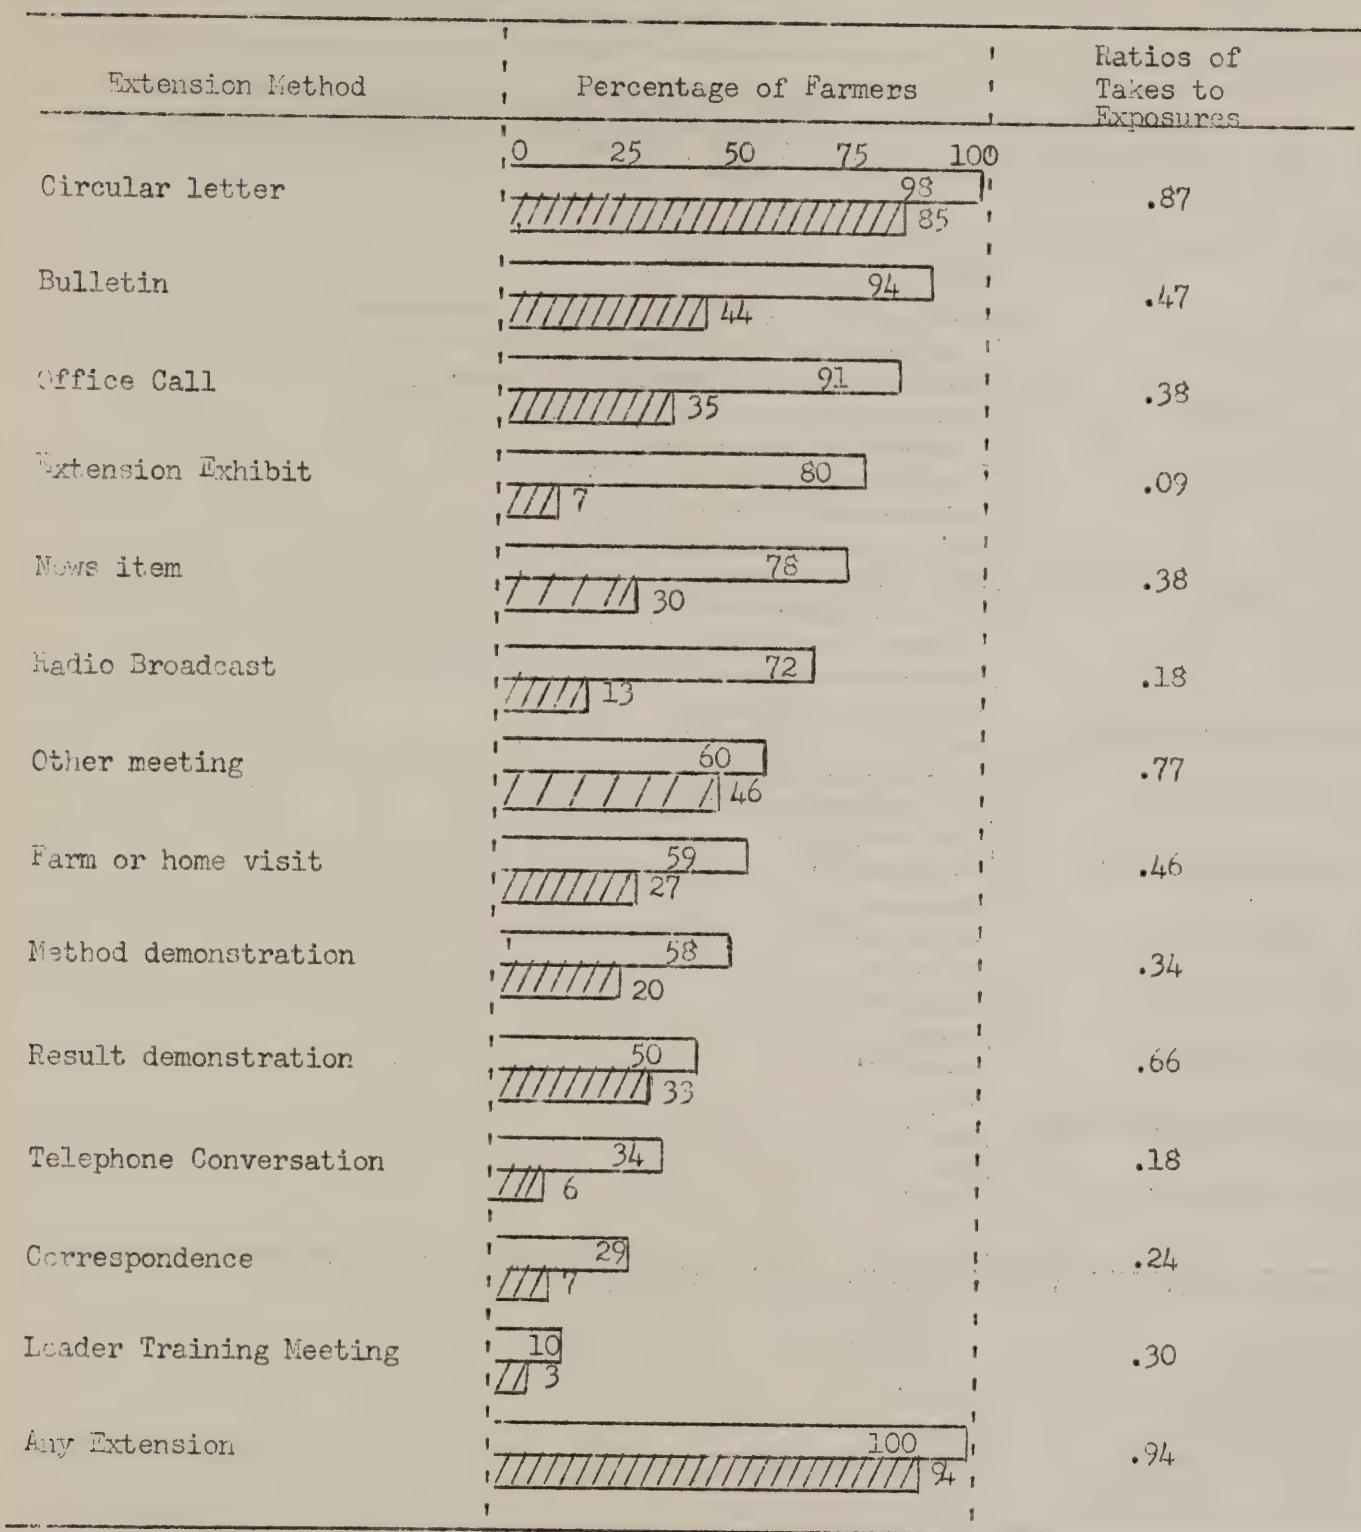 Extension Method
Percentage of Farmers
Ratios of
Takes to
Exposures
0 25 50 75 100
Circular letter 98 .87
85
Bulletin 94 .47
44
Office Call 91 .38
35
Extension Exhibit 80 .09
7
News item 78 .38
30
Radio Broadcast 72 .18
13
Other meeting 60 .77
46
Farm or home visit 59 .46
27
Method demonstration 58 .34
20
Result demonstration 50 .66
33
Telephone Conversation 34 .18
6
Correspondence 29 .24
7
Leader Training Meeting 10 .30
3
Any Extension 100 .94
94